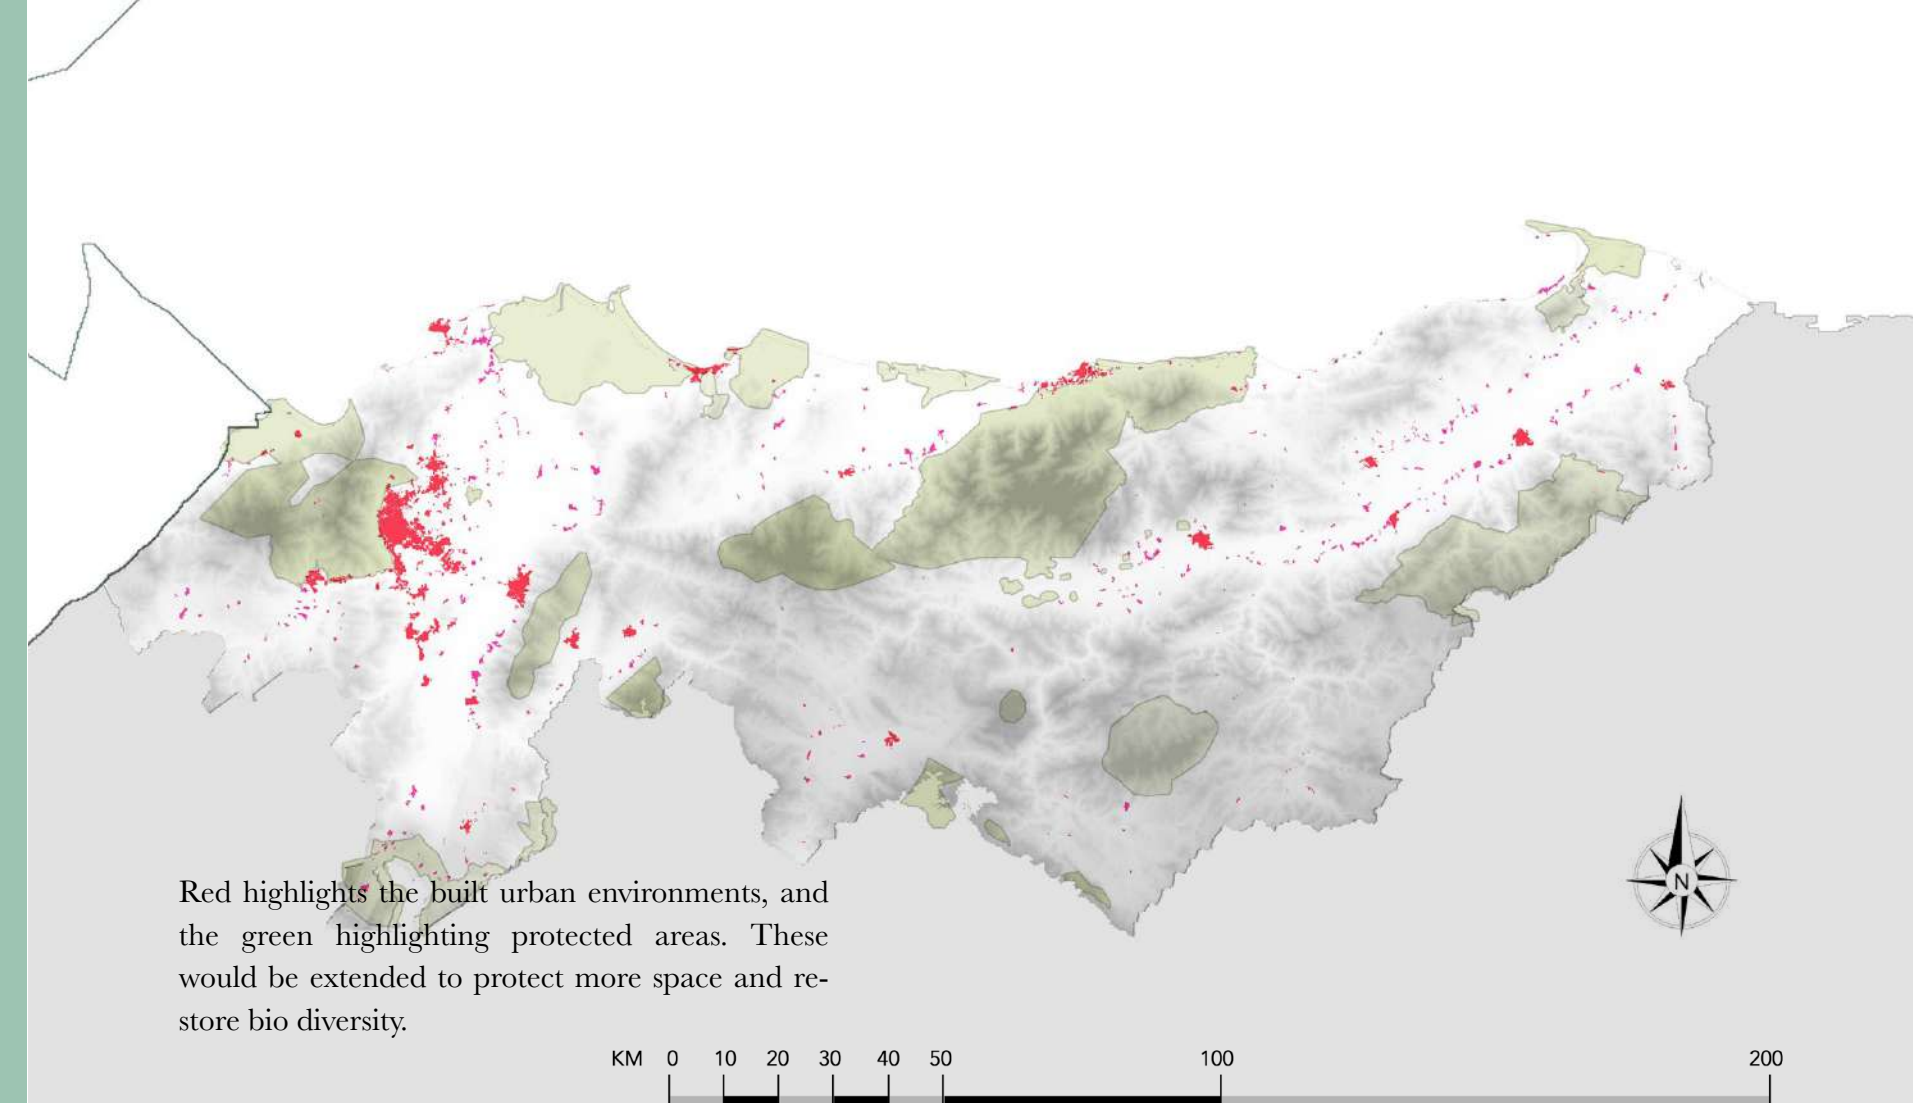 N
Red highlights the built urban environments, and
the green highlighting protected areas. These
would be extended to protect more space and re-
store bio diversity.
KM 0 10 20 30 40 50 100 200